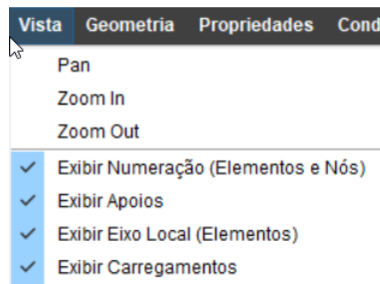 Vista Geometria Propriedades Cond
Pan
Zoom In
Zoom Out
Exibir Numeração (Elementos e Nós)
Exibir Apoios
Exibir Eixo Local (Elementos)
Exibir Carregamentos